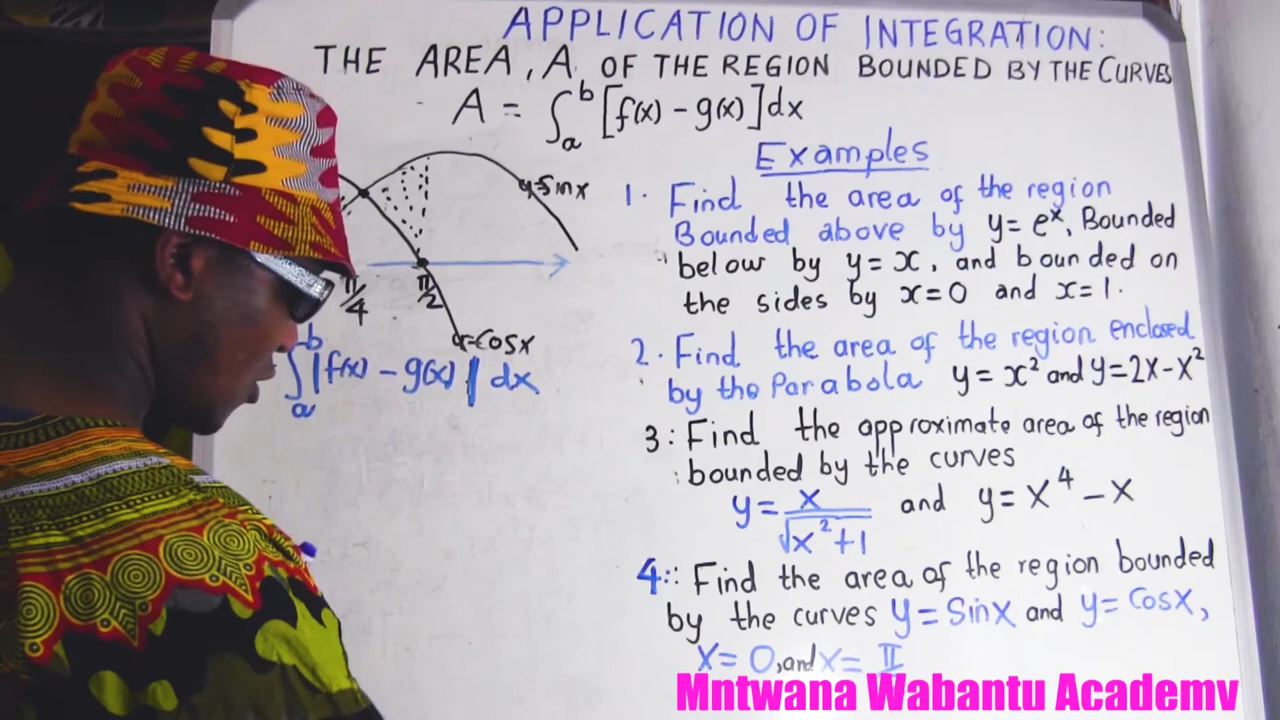 APPLICATION OF INTEGRATION:
THE AREA, A, OF THE REGION BOUNDED BY THE CURVES
A = ∫ₐᵇ [f(x) - g(x)] dx
y=sinx
π/4
π/2
=cosx
∫ₐᵇ |f(x) - g(x)| dx
Examples
1. Find the area of the region
Bounded above by y = eˣ, Bounded
below by y = x, and bounded on
the sides by x=0 and x=1.
2. Find the area of the region enclosed
by the Parabola y = x² and y=2x-x²
3: Find the approximate area of the region
bounded by the curves
y = x/√(x²+1) and y = x⁴ - x
4:: Find the area of the region bounded
by the curves y = Sinx and y = Cosx,
x = 0, and x = π
Mntwana Wabantu Academy